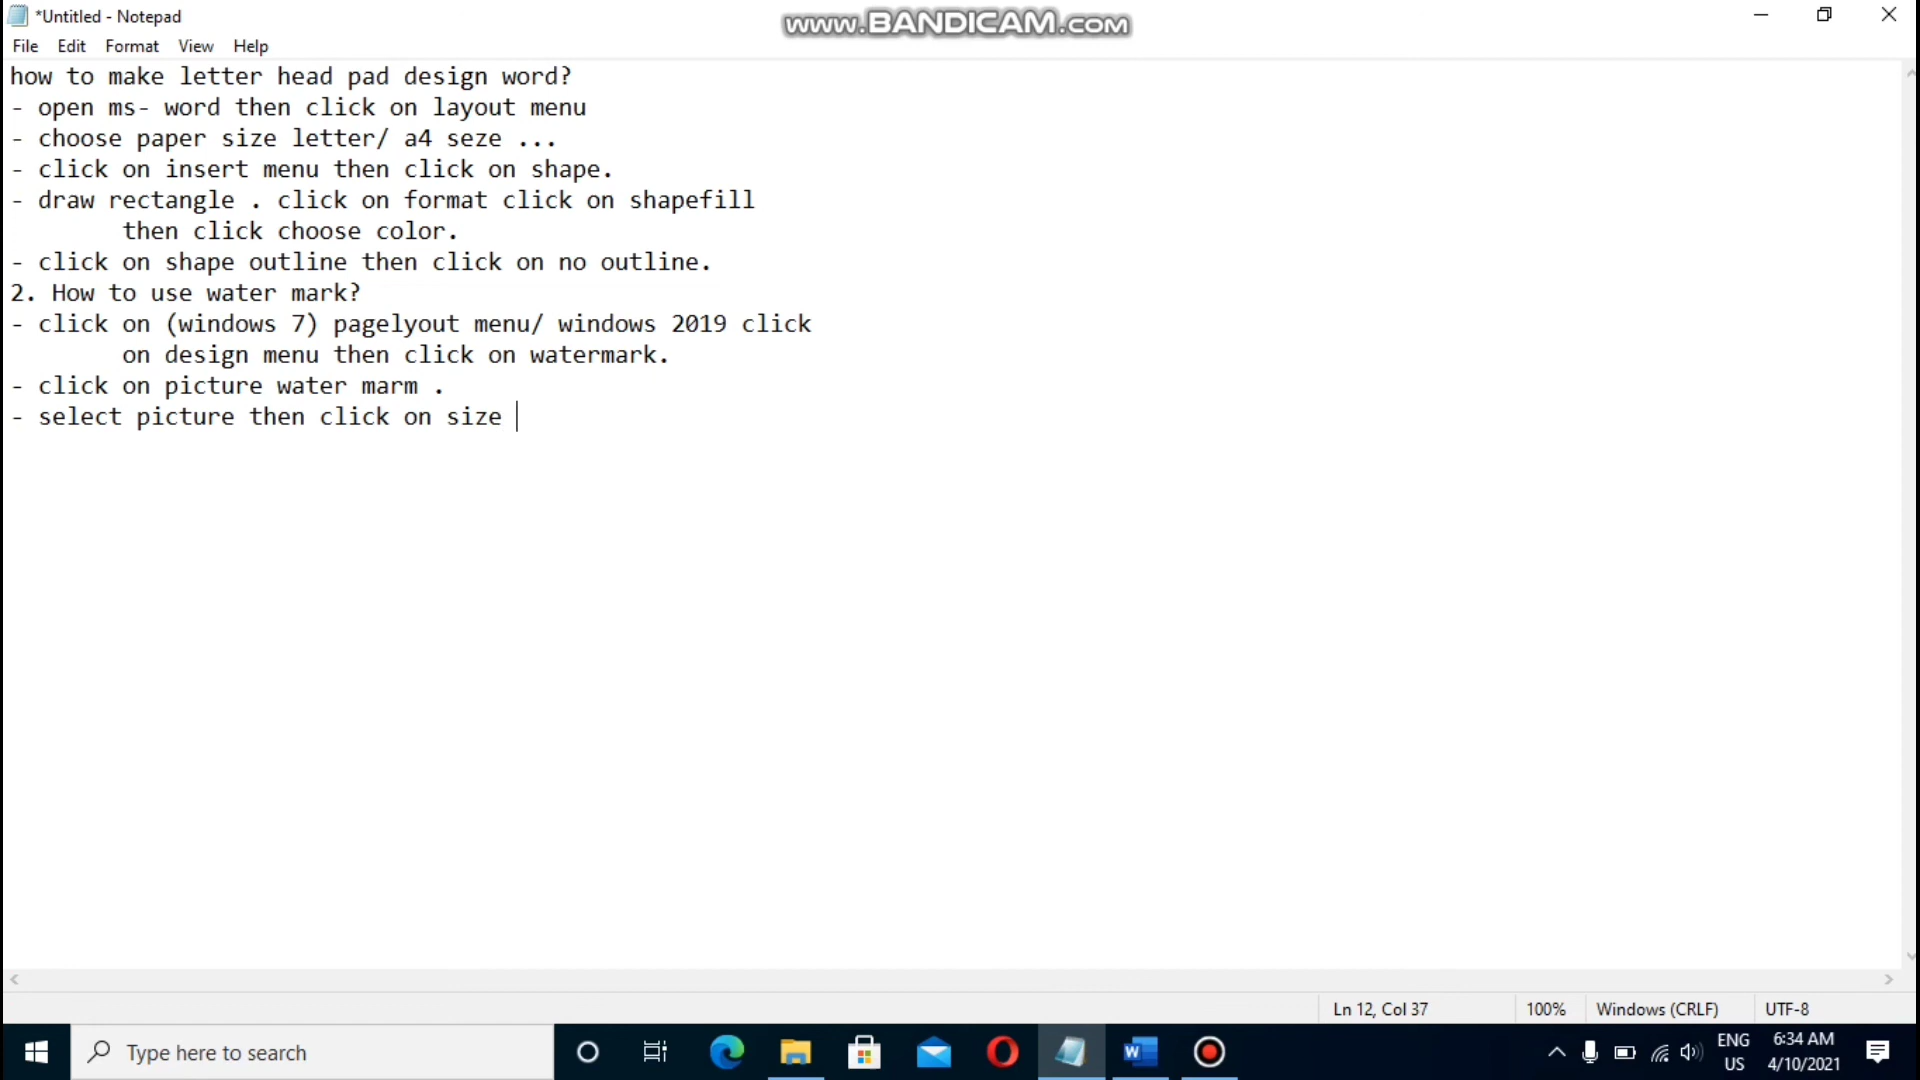 *Untitled - Notepad
www.BANDICAM.com
File Edit Format View Help
how to make letter head pad design word?
- open ms- word then click on layout menu
- choose paper size letter/ a4 seze ...
- click on insert menu then click on shape.
- draw rectangle . click on format click on shapefill
then click choose color.
- click on shape outline then click on no outline.
2. How to use water mark?
- click on (windows 7) pagelyout menu/ windows 2019 click
on design menu then click on watermark.
- click on picture water marm .
- select picture then click on size
Ln 12, Col 37 100% Windows (CRLF) UTF-8
Type here to search
ENG 6:34 AM
US 4/10/2021